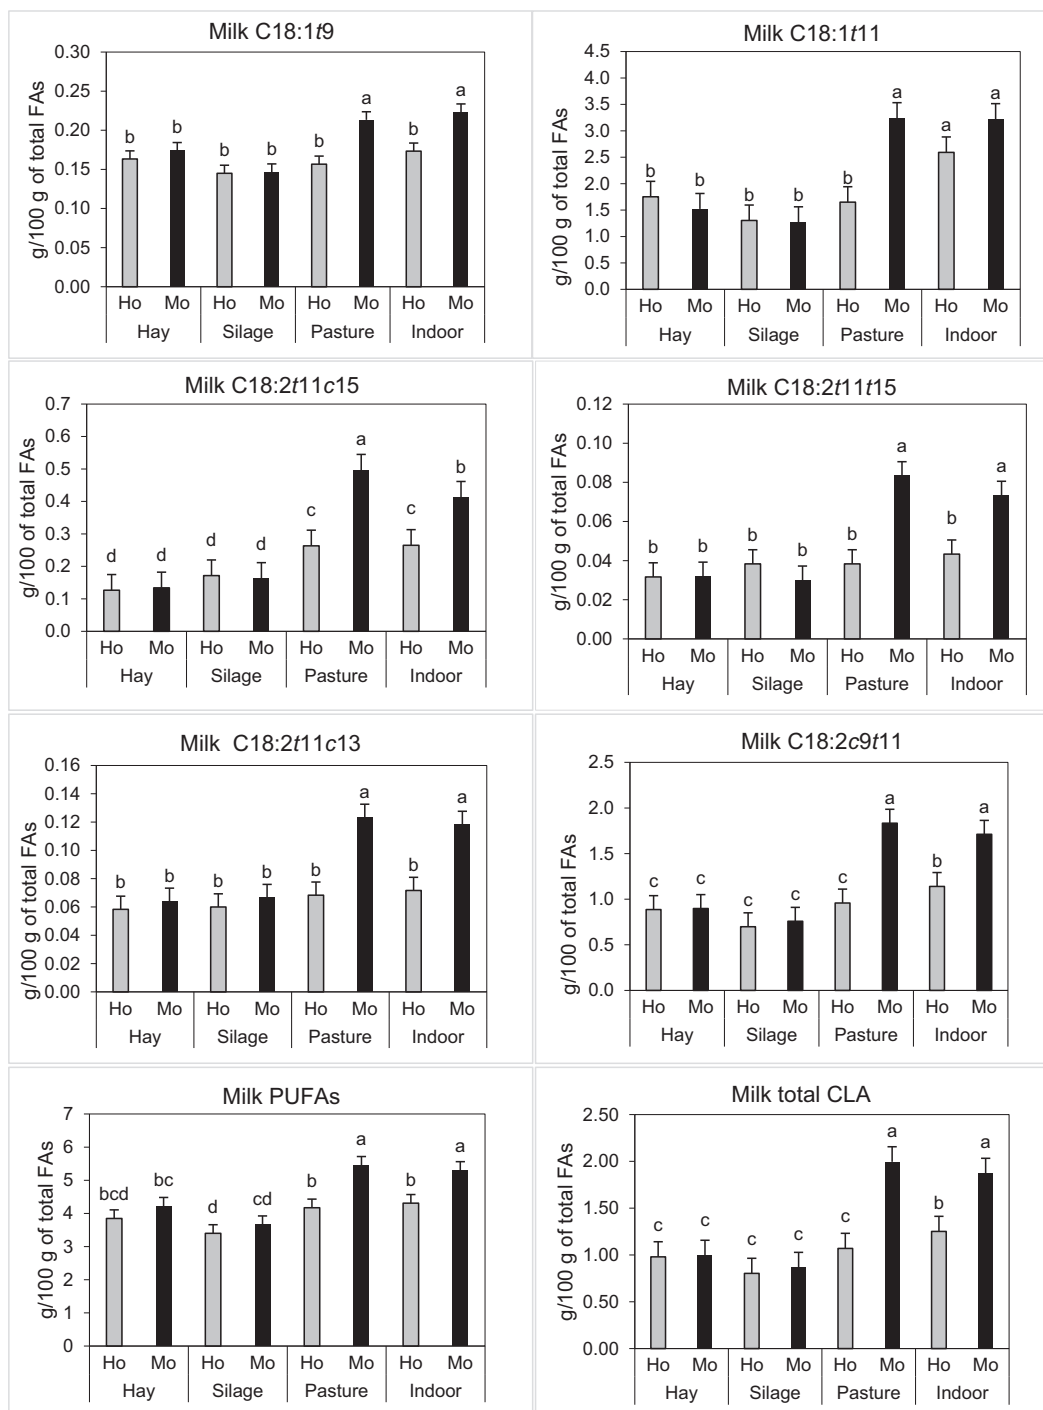 Milk C18:1t9
g/100 g of total FAs
0.30
0.25
0.20
0.15
0.10
0.05
0.00
b b b b b a b a
Ho Mo Ho Mo Ho Mo Ho Mo
Hay Silage Pasture Indoor
Milk C18:1t11
g/100 g of total FAs
4.5
4.0
3.5
3.0
2.5
2.0
1.5
1.0
0.5
0.0
b b b b b a a a
Ho Mo Ho Mo Ho Mo Ho Mo
Hay Silage Pasture Indoor
Milk C18:2t11c15
g/100 of total FAs
0.7
0.6
0.5
0.4
0.3
0.2
0.1
0.0
d d d d c a c b
Ho Mo Ho Mo Ho Mo Ho Mo
Hay Silage Pasture Indoor
Milk C18:2t11t15
g/100 g of total FAs
0.12
0.10
0.08
0.06
0.04
0.02
0.00
b b b b b a b a
Ho Mo Ho Mo Ho Mo Ho Mo
Hay Silage Pasture Indoor
Milk C18:2t11c13
g/100 g of total FAs
0.16
0.14
0.12
0.10
0.08
0.06
0.04
0.02
0.00
b b b b b a b a
Ho Mo Ho Mo Ho Mo Ho Mo
Hay Silage Pasture Indoor
Milk C18:2c9t11
g/100 of total FAs
2.5
2.0
1.5
1.0
0.5
0.0
c c c c c a b a
Ho Mo Ho Mo Ho Mo Ho Mo
Hay Silage Pasture Indoor
Milk PUFAs
g/100 g of total FAs
7
6
5
4
3
2
1
0
bcd bc d cd b a b a
Ho Mo Ho Mo Ho Mo Ho Mo
Hay Silage Pasture Indoor
Milk total CLA
g/100 g of total FAs
2.50
2.00
1.50
1.00
0.50
0.00
c c c c c a b a
Ho Mo Ho Mo Ho Mo Ho Mo
Hay Silage Pasture Indoor